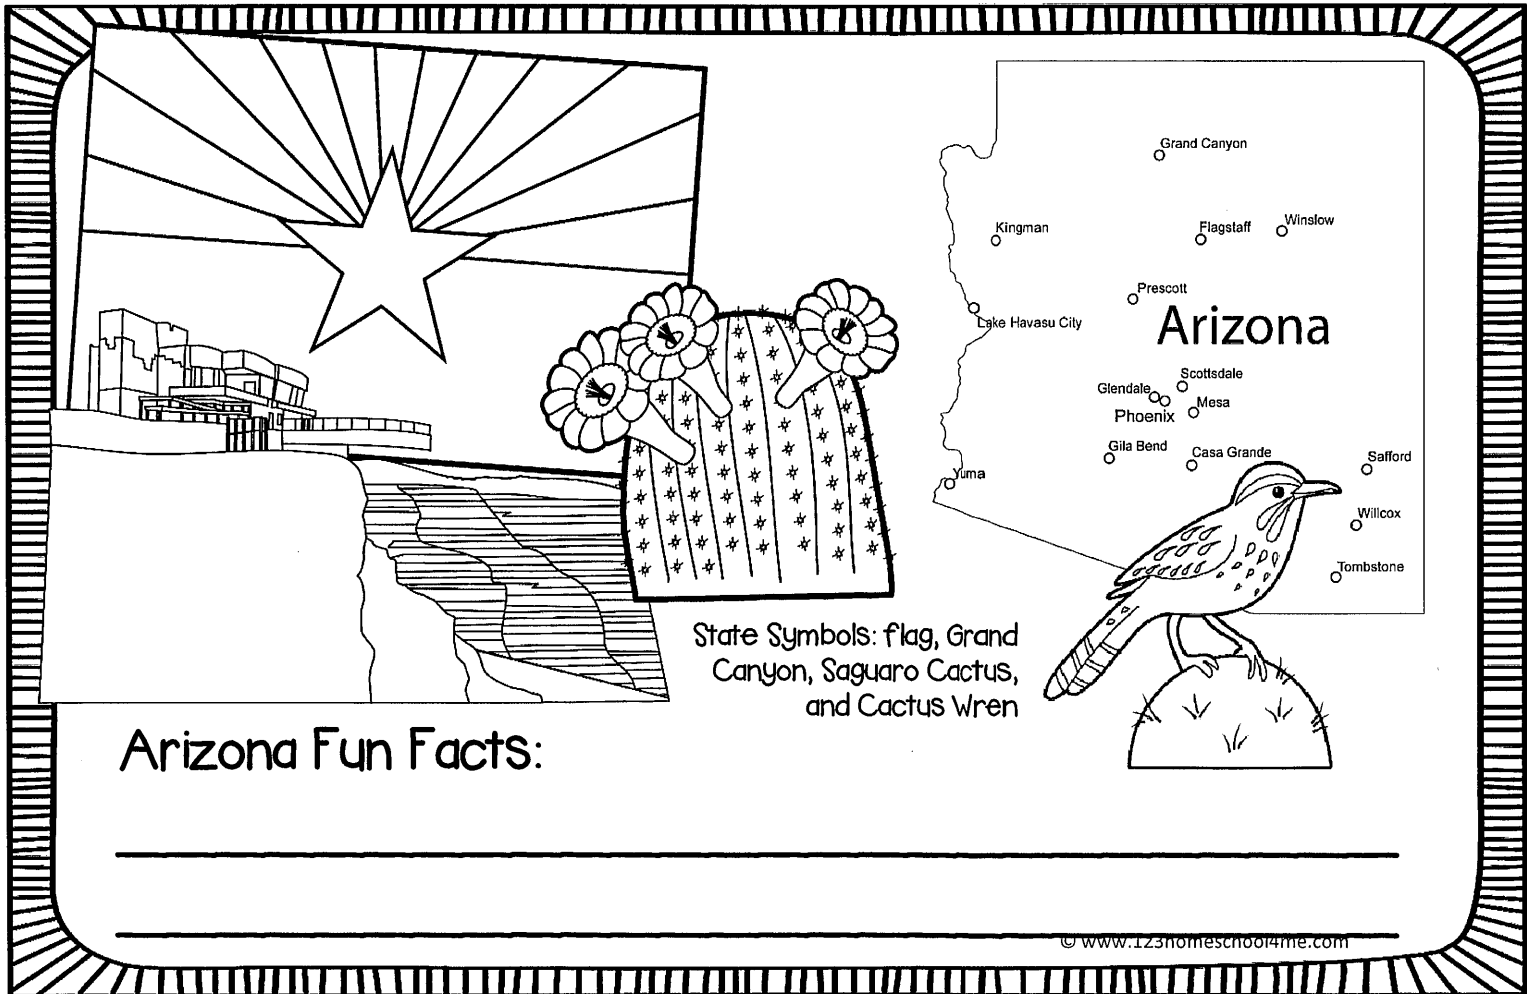 Grand Canyon
Kingman
Flagstaff
Winslow
Prescott
Lake Havasu City
Arizona
Scottsdale
Glendale
Mesa
Phoenix
Gila Bend
Casa Grande
Safford
Yuma
Willcox
Tombstone
State Symbols: flag, Grand
Canyon, Saguaro Cactus,
and Cactus Wren
Arizona Fun Facts:
© www.123homeschool4me.com